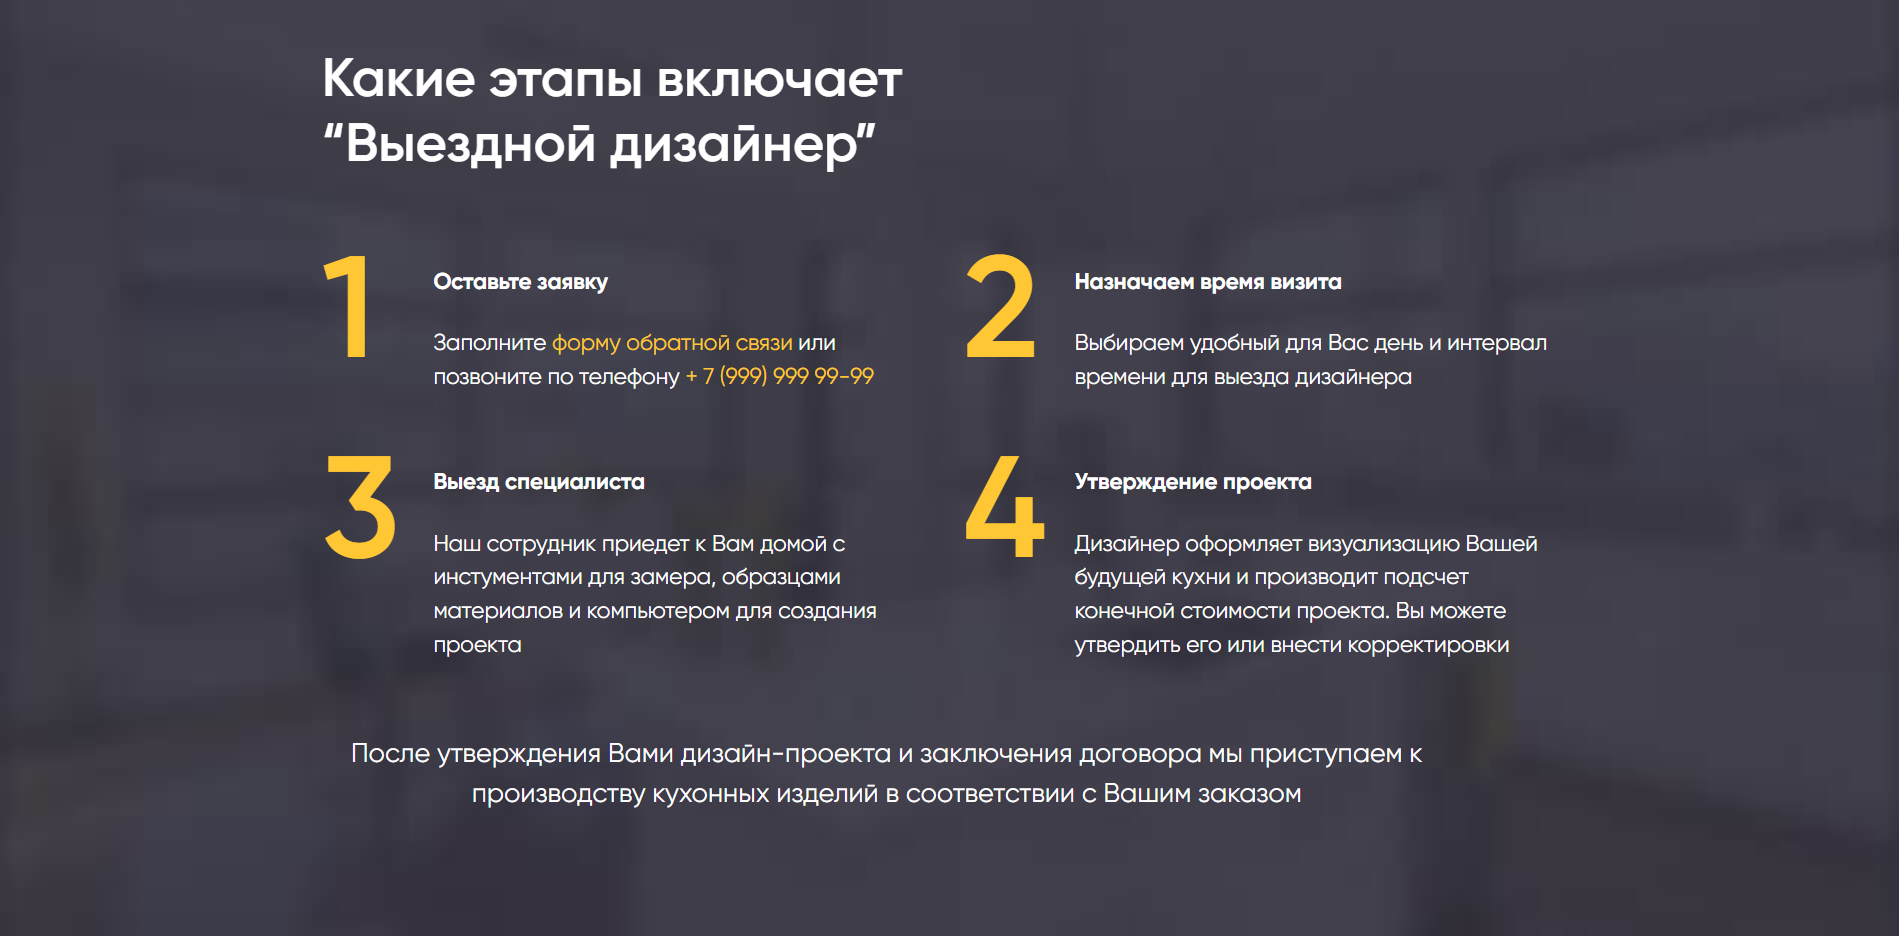 Какие этапы включает
“Выездной дизайнер”
1
Оставьте заявку
Заполните форму обратной связи или
позвоните по телефону + 7 (999) 999 99-99
2
Назначаем время визита
Выбираем удобный для Вас день и интервал
времени для выезда дизайнера
3
Выезд специалиста
Наш сотрудник приедет к Вам домой с
инстументами для замера, образцами
материалов и компьютером для создания
проекта
4
Утверждение проекта
Дизайнер оформляет визуализацию Вашей
будущей кухни и производит подсчет
конечной стоимости проекта. Вы можете
утвердить его или внести корректировки
После утверждения Вами дизайн-проекта и заключения договора мы приступаем к
производству кухонных изделий в соответствии с Вашим заказом